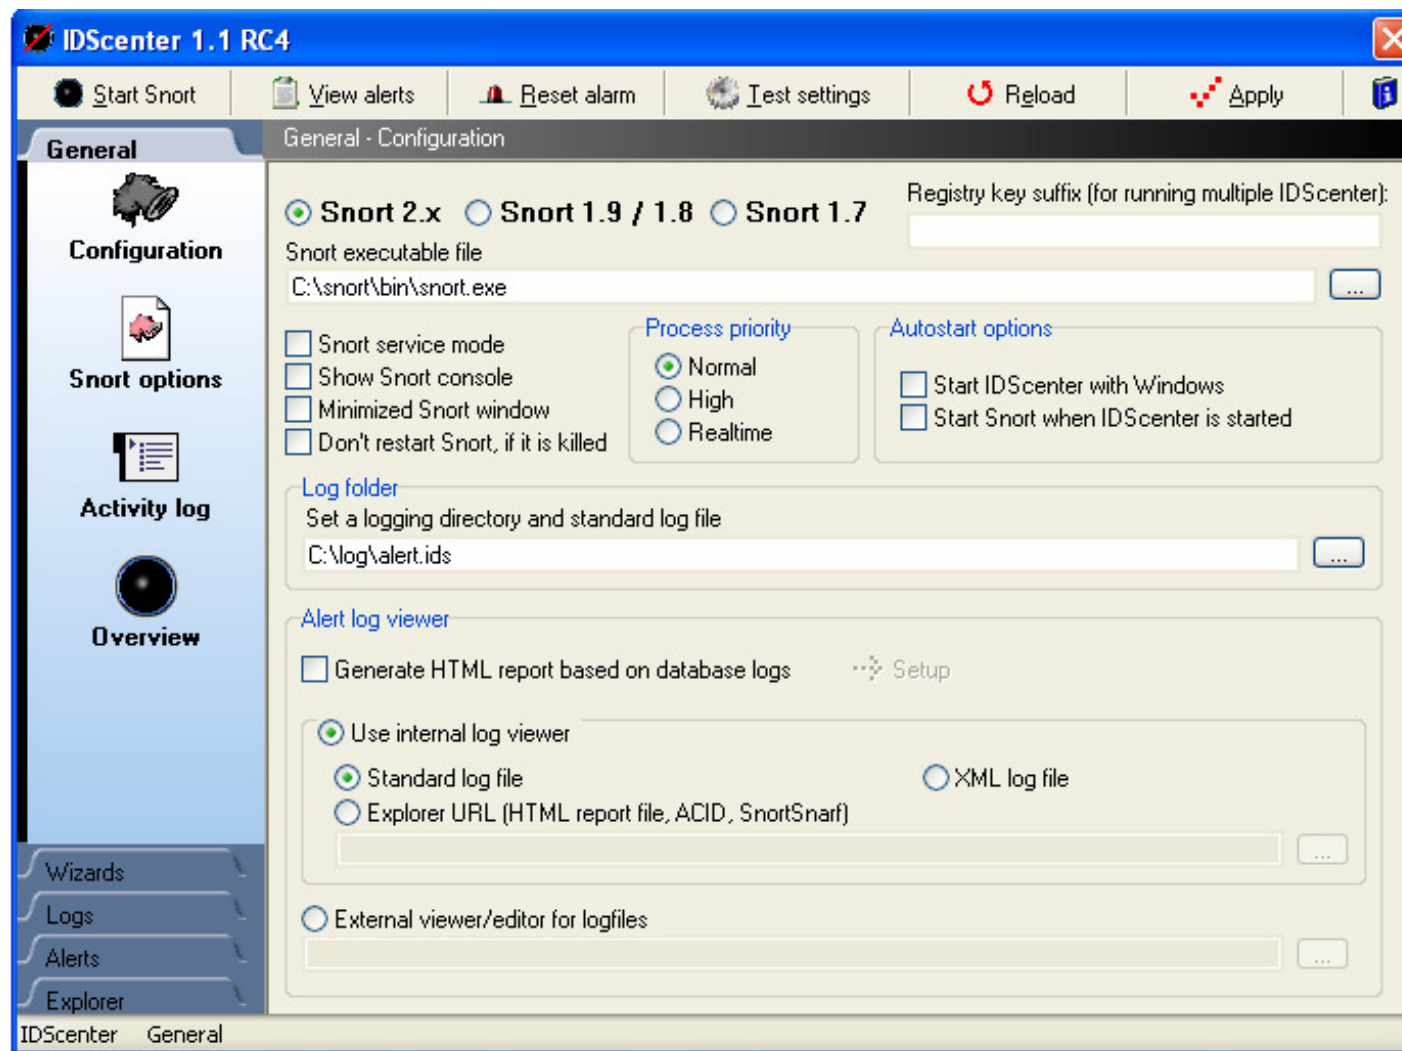 IDScenter 1.1 RC4
Start Snort View alerts Reset alarm Test settings Reload Apply
General
General - Configuration
Configuration
Snort options
Activity log
Overview
Wizards
Logs
Alerts
Explorer
Snort 2.x Snort 1.9 / 1.8 Snort 1.7
Registry key suffix (for running multiple IDScenter):
Snort executable file
C:\snort\bin\snort.exe
...
Snort service mode
Show Snort console
Minimized Snort window
Don't restart Snort, if it is killed
Process priority
Normal
High
Realtime
Autostart options
Start IDScenter with Windows
Start Snort when IDScenter is started
Log folder
Set a logging directory and standard log file
C:\log\alert.ids
...
Alert log viewer
Generate HTML report based on database logs Setup
Use internal log viewer
Standard log file XML log file
Explorer URL (HTML report file, ACID, SnortSnarf)
...
External viewer/editor for logfiles
...
IDScenter General